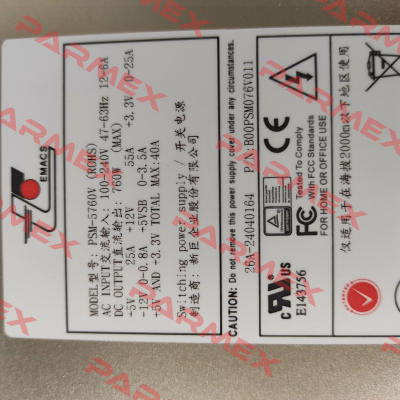 EMACS
MODEL型号: PSM-5760V (ROHS)
AC INPUT交流输入: 100-240V 47-63Hz 12-6A
DC OUTPUT直流输出: 760W (MAX)
+5V 25A +12V 55A +3.3V 0-25A
-12V 0-0.8A +5VSB 0-3.5A
+5V AND +3.3V TOTAL MAX:40A
Switching power supply / 开关电源
制造商: 新巨企业股份有限公司
CAUTION: Do not remove this power supply cover under any circumstances.
26A-24040164 P/N:B00PSM076V011
c RU US
E143756
FC
Tested To Comply
With FCC Standards
FOR HOME OR OFFICE USE
仅适用于在海拔2000m以下地区使用
PARMEX
PARMEX
PARMEX
PARMEX
PARMEX
PARMEX